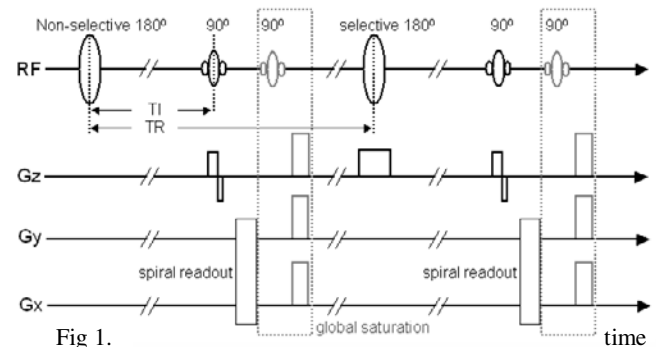 Non-selective 180º 90º 90º selective 180º 90º 90º
RF
TI
TR
Gz
Gy
spiral readout spiral readout
Gx
global saturation
Fig 1. time